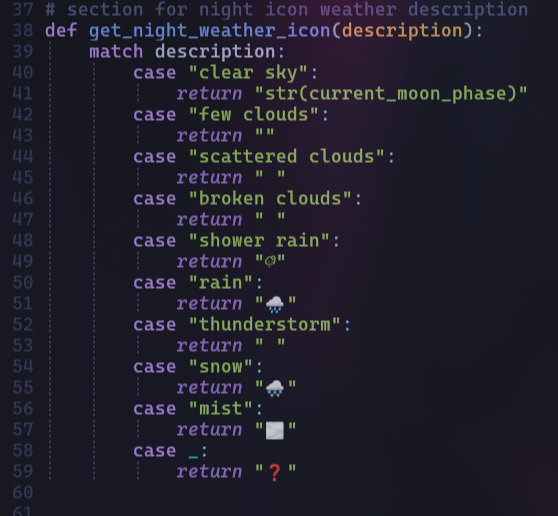 37 # section for night icon weather description
38 def get_night_weather_icon(description):
39     match description:
40         case "clear sky":
41             return "str(current_moon_phase)"
42         case "few clouds":
43             return ""
44         case "scattered clouds":
45             return " "
46         case "broken clouds":
47             return " "
48         case "shower rain":
49             return ""
50         case "rain":
51             return "🌧️ "
52         case "thunderstorm":
53             return " "
54         case "snow":
55             return "🌨️ "
56         case "mist":
57             return "🌫️ "
58         case _:
59             return "❓ "
60
61